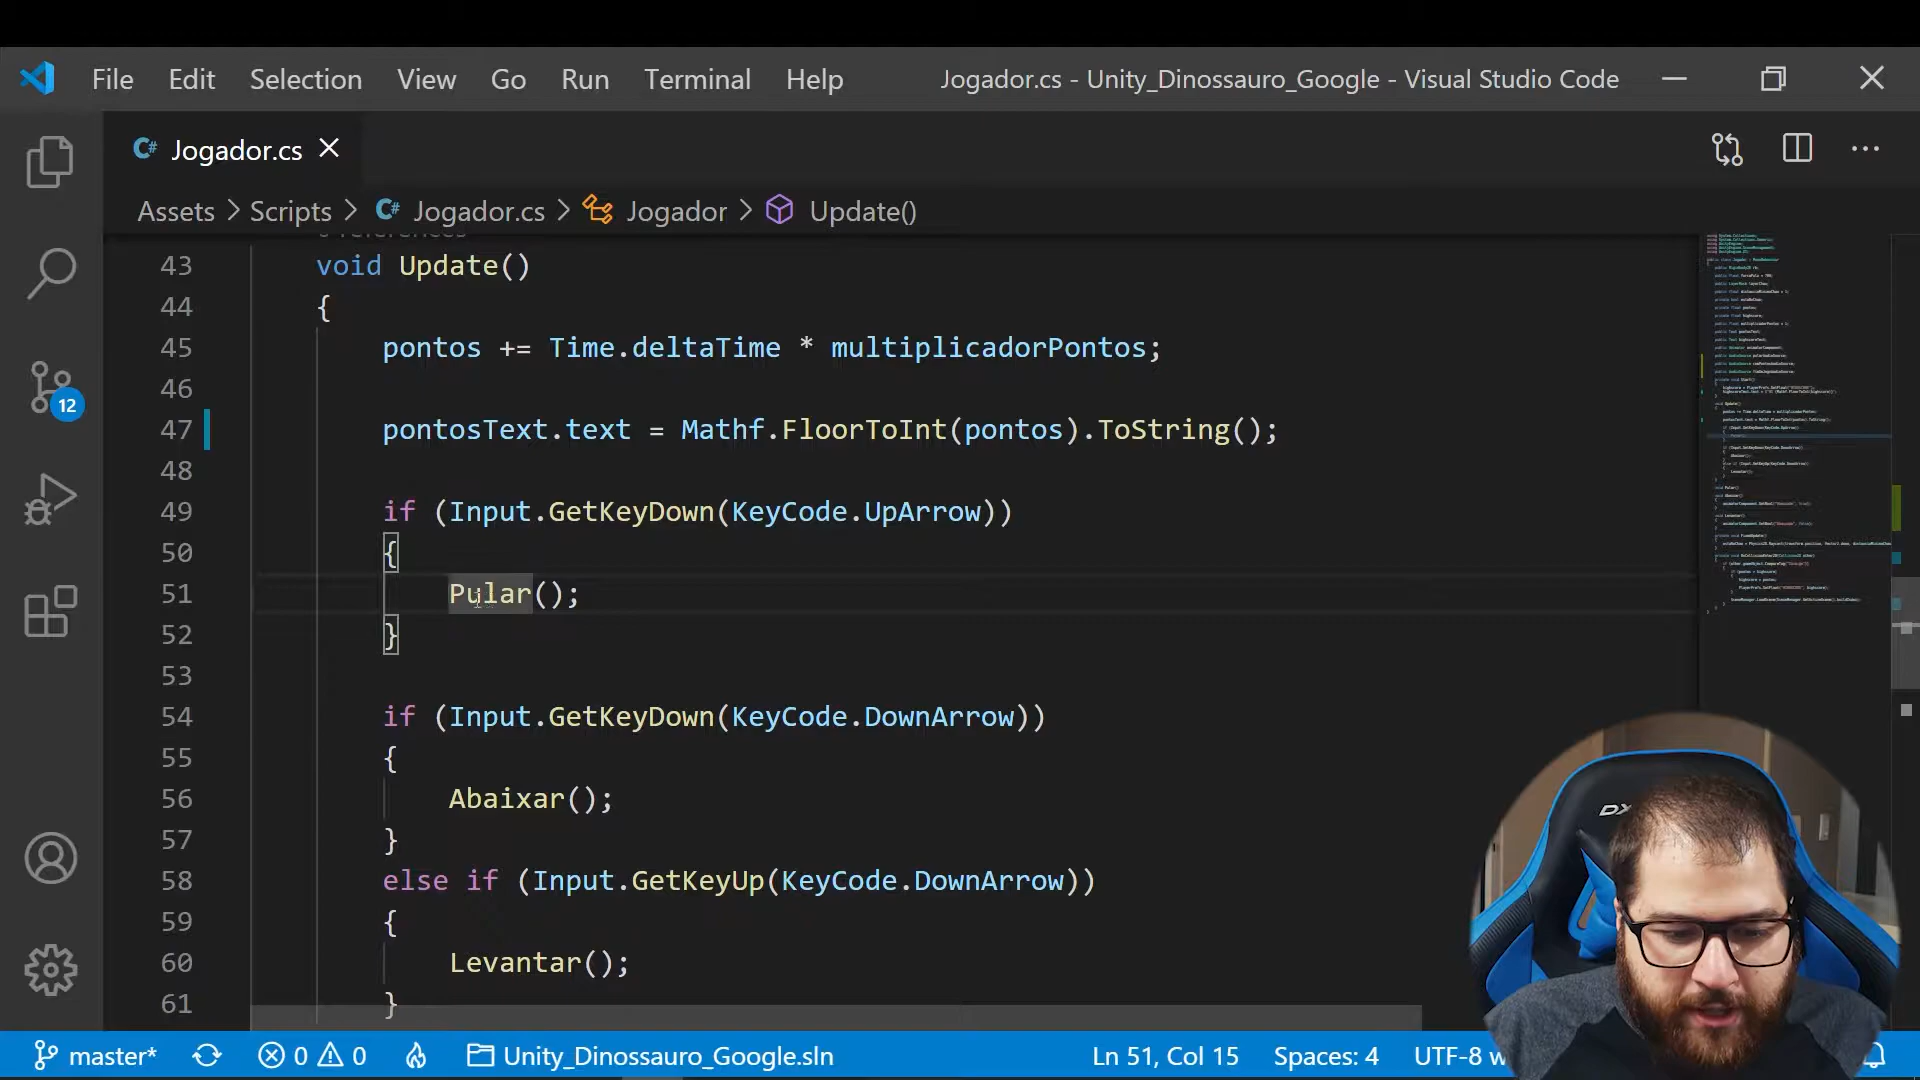 File Edit Selection View Go Run Terminal Help Jogador.cs - Unity_Dinossauro_Google - Visual Studio Code
Jogador.cs
Assets > Scripts > Jogador.cs > Jogador > Update()
43 void Update()
44 {
45 pontos += Time.deltaTime * multiplicadorPontos;
46
47 pontosText.text = Mathf.FloorToInt(pontos).ToString();
48
49 if (Input.GetKeyDown(KeyCode.UpArrow))
50 {
51 Pular();
52 }
53
54 if (Input.GetKeyDown(KeyCode.DownArrow))
55 {
56 Abaixar();
57 }
58 else if (Input.GetKeyUp(KeyCode.DownArrow))
59 {
60 Levantar();
61 }
12
DX
master* 0 0 Unity_Dinossauro_Google.sln Ln 51, Col 15 Spaces: 4 UTF-8 w